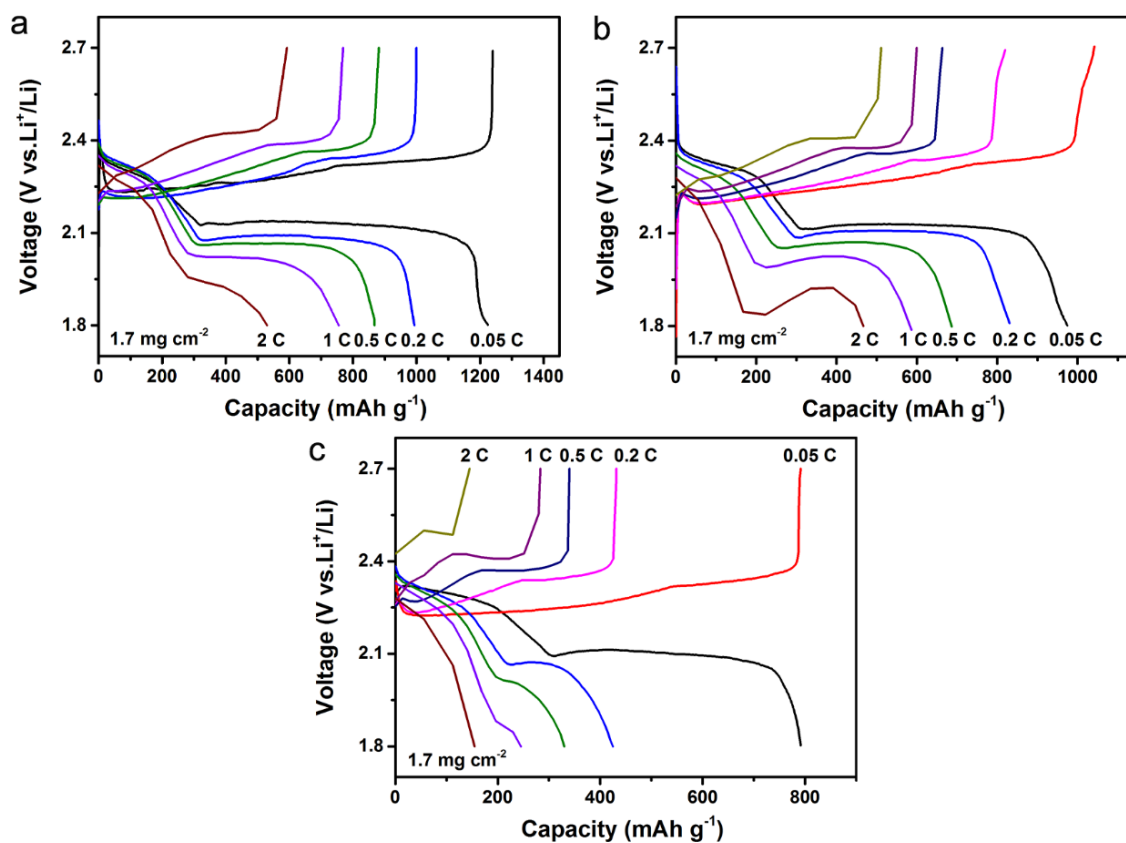 a
2.7
2.4
2.1
1.8
Voltage (V vs.Li⁺/Li)
1.7 mg cm⁻²
2 C
1 C
0.5 C
0.2 C
0.05 C
0 200 400 600 800 1000 1200 1400
Capacity (mAh g⁻¹)
b
2.7
2.4
2.1
1.8
Voltage (V vs.Li⁺/Li)
1.7 mg cm⁻²
2 C
1 C
0.5 C
0.2 C
0.05 C
0 200 400 600 800 1000
Capacity (mAh g⁻¹)
c
2 C
1 C
0.5 C
0.2 C
0.05 C
2.7
2.4
2.1
1.8
Voltage (V vs.Li⁺/Li)
1.7 mg cm⁻²
0 200 400 600 800
Capacity (mAh g⁻¹)